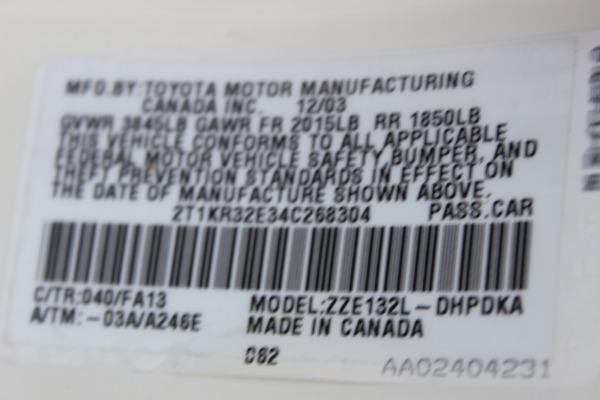 MFD.BY:TOYOTA MOTOR MANUFACTURING
CANADA INC. 12/03
GVWR 3845LB GAWR FR 2015LB RR 1850LB
THIS VEHICLE CONFORMS TO ALL APPLICABLE
FEDERAL MOTOR VEHICLE SAFETY BUMPER, AND
THEFT PREVENTION STANDARDS IN EFFECT ON
THE DATE OF MANUFACTURE SHOWN ABOVE.
2T1KR32E34C268304 PASS.CAR
C/TR:040/FA13 MODEL:ZZE132L-DHPDKA
A/TM:-03A/A246E MADE IN CANADA
062
AA02404231